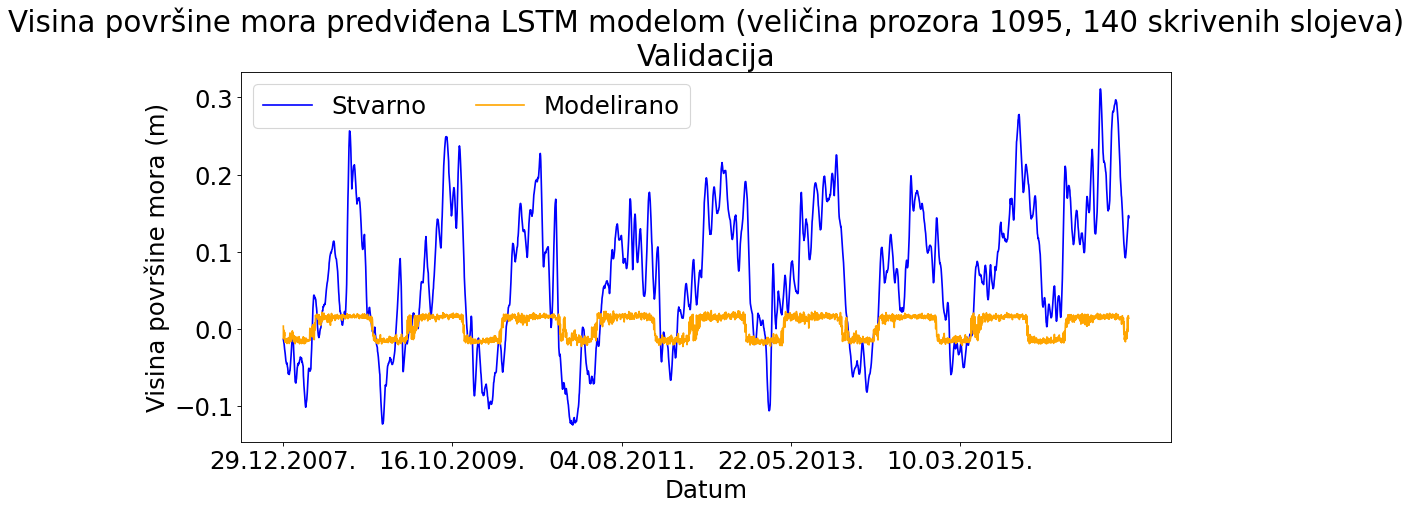 Visina površine mora predviđena LSTM modelom (veličina prozora 1095, 140 skrivenih slojeva)
Validacija
Stvarno
Modelirano
Visina površine mora (m)
0.3
0.2
0.1
0.0
−0.1
29.12.2007.
16.10.2009.
04.08.2011.
22.05.2013.
10.03.2015.
Datum